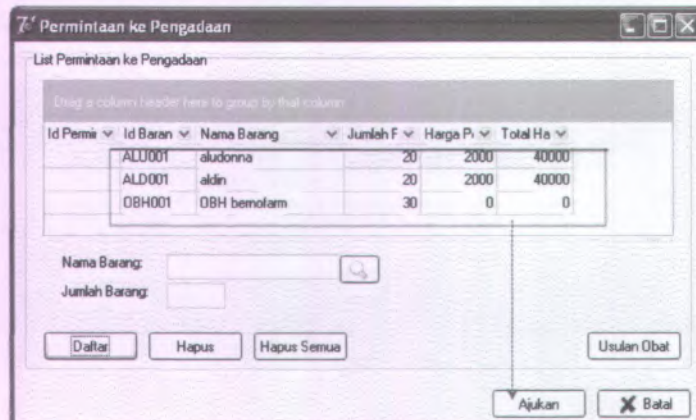 Permintaan ke Pengadaan
List Permintaan ke Pengadaan
Drag a column header here to group by that column
Id Permir Id Baran Nama Barang Jumlah F Harga P Total Ha
ALU001 aludonna 20 2000 40000
ALD001 aldin 20 2000 40000
OBH001 OBH bernofarm 30 0 0
Nama Barang:
Jumlah Barang:
Daftar Hapus Hapus Semua Usulan Obat
Ajukan Batal